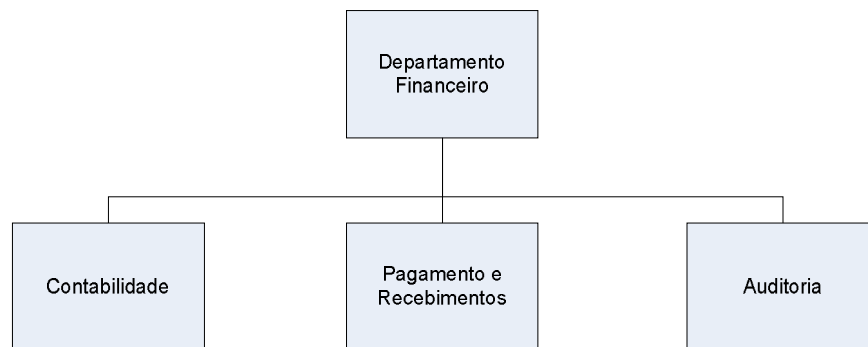 Departamento
Financeiro
Contabilidade
Pagamento e
Recebimentos
Auditoria